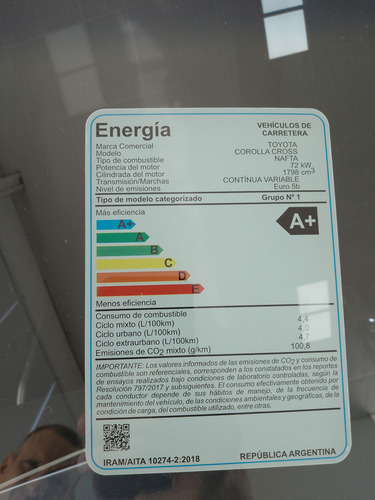 Energía
VEHÍCULOS DE
CARRETERA
Marca Comercial TOYOTA
Modelo COROLLA CROSS
Tipo de combustible NAFTA
Potencia del motor 72 kW
Cilindrada del motor 1798 cm³
Transmisión/Marchas CONTÍNUA VARIABLE
Nivel de emisiones Euro 5b
Tipo de modelo categorizado Grupo N° 1
Más eficiencia
A+
A+
A
B
C
D
E
Menos eficiencia
Consumo de combustible
Ciclo mixto (L/100km) 4,4
Ciclo urbano (L/100km) 4,0
Ciclo extraurbano (L/100km) 4,7
Emisiones de CO2 mixto (g/km) 100,8
IMPORTANTE: Los valores informados de las emisiones de CO2 y consumo de
combustible son referenciales, corresponden a los constatados en los reportes
de ensayos realizados bajo condiciones de laboratorio controladas, según la
Resolución 797/2017 y subsiguientes. El consumo efectivamente obtenido por
cada conductor depende de sus hábitos de manejo, de la frecuencia de
mantenimiento del vehículo, de las condiciones ambientales y geográficas, de la
condición de carga, del combustible utilizado, entre otras.
IRAM/AITA 10274-2:2018 REPÚBLICA ARGENTINA